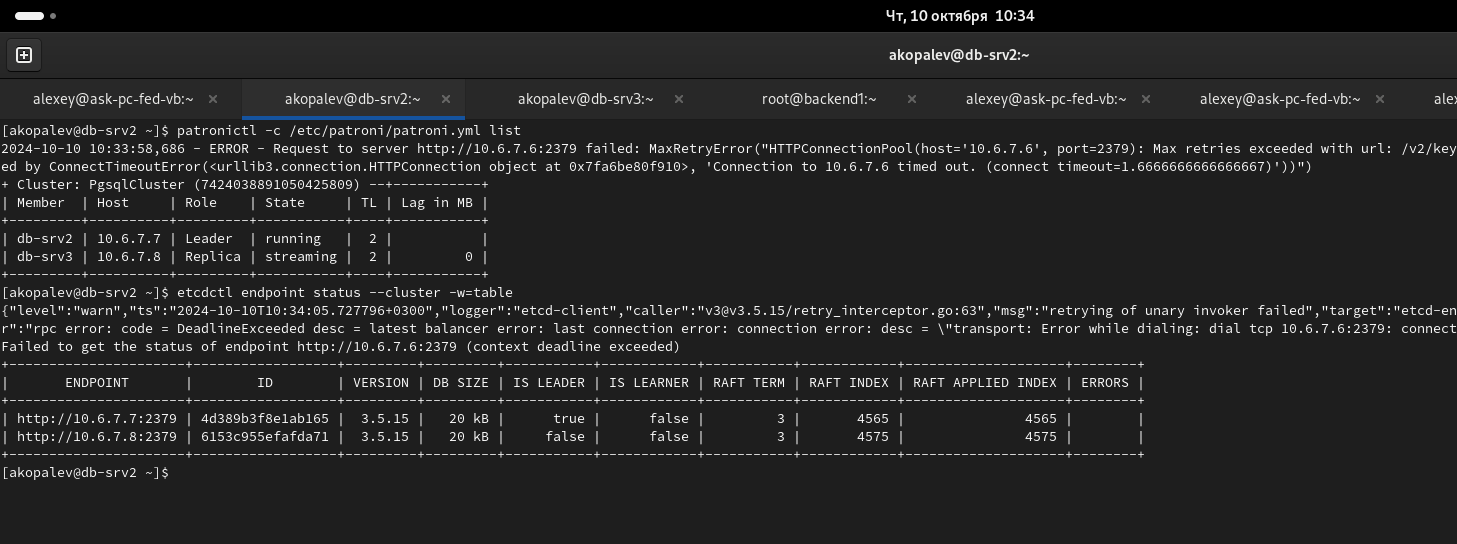 Чт, 10 октября 10:34
akopalev@db-srv2:~
alexey@ask-pc-fed-vb:~ × akopalev@db-srv2:~ × akopalev@db-srv3:~ × root@backend1:~ × alexey@ask-pc-fed-vb:~ × alexey@ask-pc-fed-vb:~ × alex
[akopalev@db-srv2 ~]$ patronictl -c /etc/patroni/patroni.yml list
2024-10-10 10:33:58,686 - ERROR - Request to server http://10.6.7.6:2379 failed: MaxRetryError("HTTPConnectionPool(host='10.6.7.6', port=2379): Max retries exceeded with url: /v2/key
ed by ConnectTimeoutError(<urllib3.connection.HTTPConnection object at 0x7fa6be80f910>, 'Connection to 10.6.7.6 timed out. (connect timeout=1.6666666666666667)'))")
+ Cluster: PgsqlCluster (7424038891050425809) --+-----------+
| Member  | Host     | Role    | State     | TL | Lag in MB |
+---------+----------+---------+-----------+----+-----------+
| db-srv2 | 10.6.7.7 | Leader  | running   |  2 |           |
| db-srv3 | 10.6.7.8 | Replica | streaming |  2 |         0 |
+---------+----------+---------+-----------+----+-----------+
[akopalev@db-srv2 ~]$ etcdctl endpoint status --cluster -w=table
{"level":"warn","ts":"2024-10-10T10:34:05.727796+0300","logger":"etcd-client","caller":"v3@v3.5.15/retry_interceptor.go:63","msg":"retrying of unary invoker failed","target":"etcd-en
r":"rpc error: code = DeadlineExceeded desc = latest balancer error: last connection error: connection error: desc = \"transport: Error while dialing: dial tcp 10.6.7.6:2379: connect
Failed to get the status of endpoint http://10.6.7.6:2379 (context deadline exceeded)
+----------------------+------------------+---------+---------+-----------+------------+-----------+------------+--------------------+--------+
|       ENDPOINT       |        ID        | VERSION | DB SIZE | IS LEADER | IS LEARNER | RAFT TERM | RAFT INDEX | RAFT APPLIED INDEX | ERRORS |
+----------------------+------------------+---------+---------+-----------+------------+-----------+------------+--------------------+--------+
| http://10.6.7.7:2379 | 4d389b3f8e1ab165 |  3.5.15 |   20 kB |      true |      false |         3 |       4565 |               4565 |        |
| http://10.6.7.8:2379 | 6153c955efafda71 |  3.5.15 |   20 kB |     false |      false |         3 |       4575 |               4575 |        |
+----------------------+------------------+---------+---------+-----------+------------+-----------+------------+--------------------+--------+
[akopalev@db-srv2 ~]$